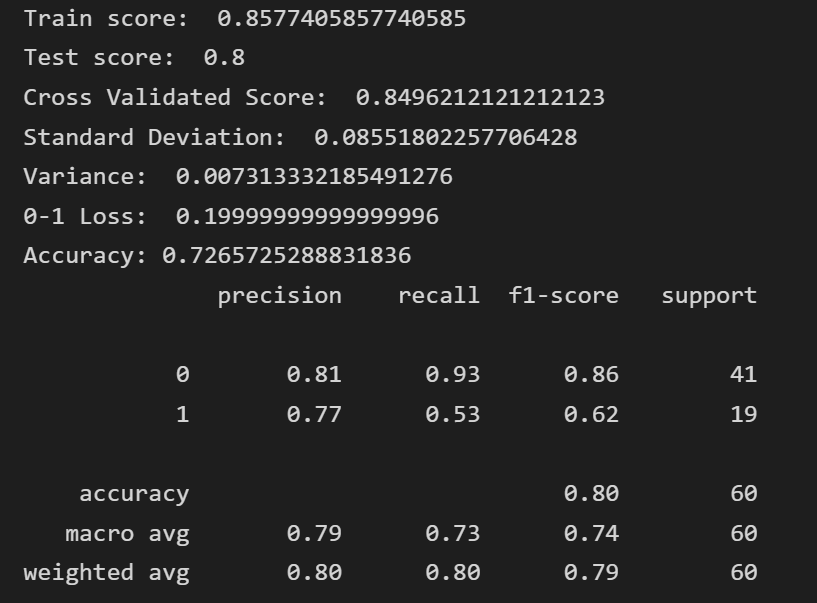 Train score:  0.8577405857740585
Test score:  0.8
Cross Validated Score:  0.8496212121212123
Standard Deviation:  0.08551802257706428
Variance:  0.007313332185491276
0-1 Loss:  0.19999999999999996
Accuracy: 0.7265725288831836
              precision    recall  f1-score   support

           0       0.81      0.93      0.86        41
           1       0.77      0.53      0.62        19

    accuracy                           0.80        60
   macro avg       0.79      0.73      0.74        60
weighted avg       0.80      0.80      0.79        60